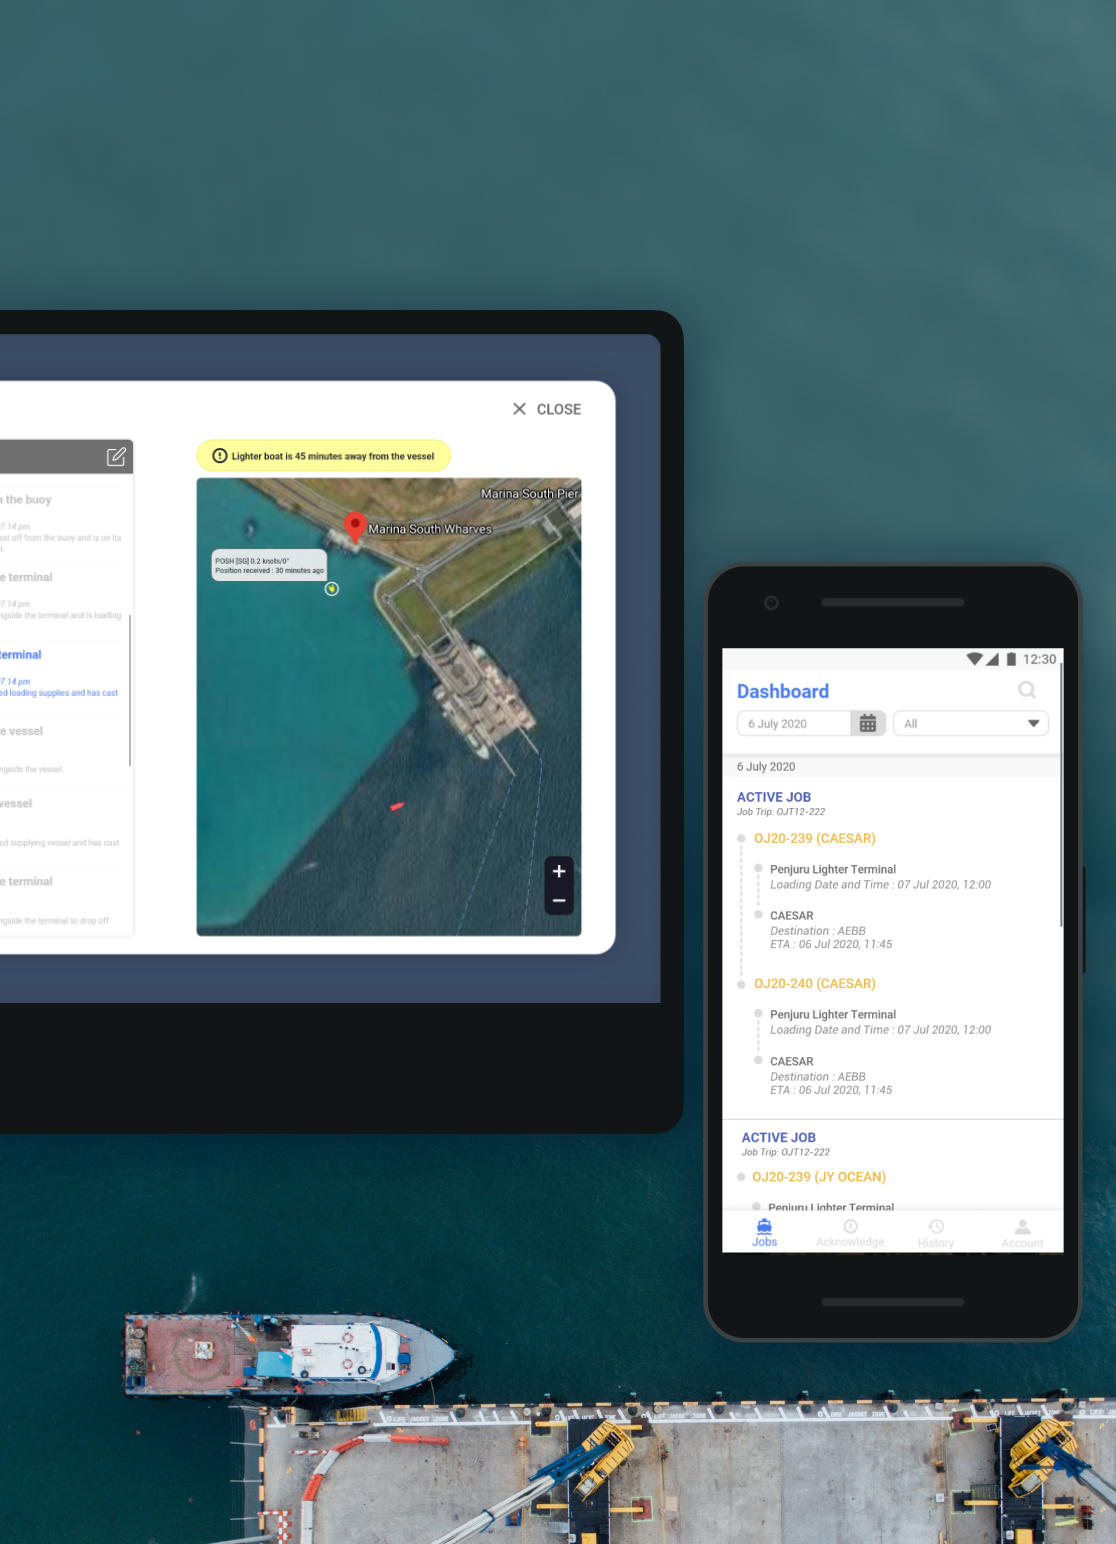 CLOSE
n the buoy
7.14 pm
ast off from the buoy and is on its
l.
e terminal
7.14 pm
ngside the terminal and is loading
terminal
7.14 pm
ed loading supplies and has cast
e vessel
ngside the vessel.
vessel
ed supplying vessel and has cast
e terminal
ngside the terminal to drop off
Lighter boat is 45 minutes away from the vessel
Marina South Pier
Marina South Wharves
POSH [SG] 0.2 knots/0°
Position received : 30 minutes ago
+
−
12:30
Dashboard
6 July 2020
All
6 July 2020
ACTIVE JOB
Job Trip: OJT12-222
OJ20-239 (CAESAR)
Penjuru Lighter Terminal
Loading Date and Time : 07 Jul 2020, 12:00
CAESAR
Destination : AEBB
ETA : 06 Jul 2020, 11:45
OJ20-240 (CAESAR)
Penjuru Lighter Terminal
Loading Date and Time : 07 Jul 2020, 12:00
CAESAR
Destination : AEBB
ETA : 06 Jul 2020, 11:45
ACTIVE JOB
Job Trip: OJT12-222
OJ20-239 (JY OCEAN)
Penjuru Lighter Terminal
Jobs
Acknowledge
History
Account
LIFE JACKET ZONE
LIFE JACKET ZONE